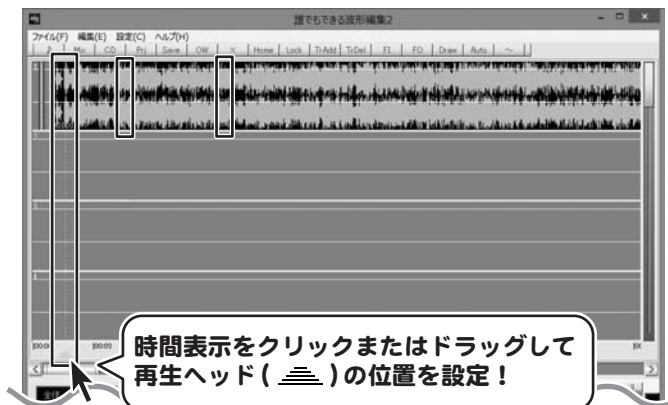 誰でもできる波形編集2
ファイル(F) 編集(E) 設定(C) ヘルプ(H)
Mix CD Prj Save OW × Home Lock TrAdd TrDel FI FO Draw Auto ~
時間表示をクリックまたはドラッグして
再生ヘッド( )の位置を設定！